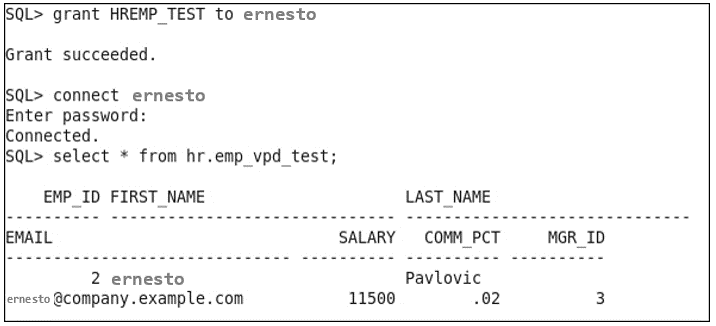 SQL> grant HREMP_TEST to ernesto
Grant succeeded.
SQL> connect ernesto
Enter password:
Connected.
SQL> select * from hr.emp_vpd_test;
EMP_ID FIRST_NAME LAST_NAME
---------- ------------------------------ ------------------------------
EMAIL SALARY COMM_PCT MGR_ID
------------------------------ ---------- ---------- ----------
2 ernesto Pavlovic
ernesto@company.example.com 11500 .02 3